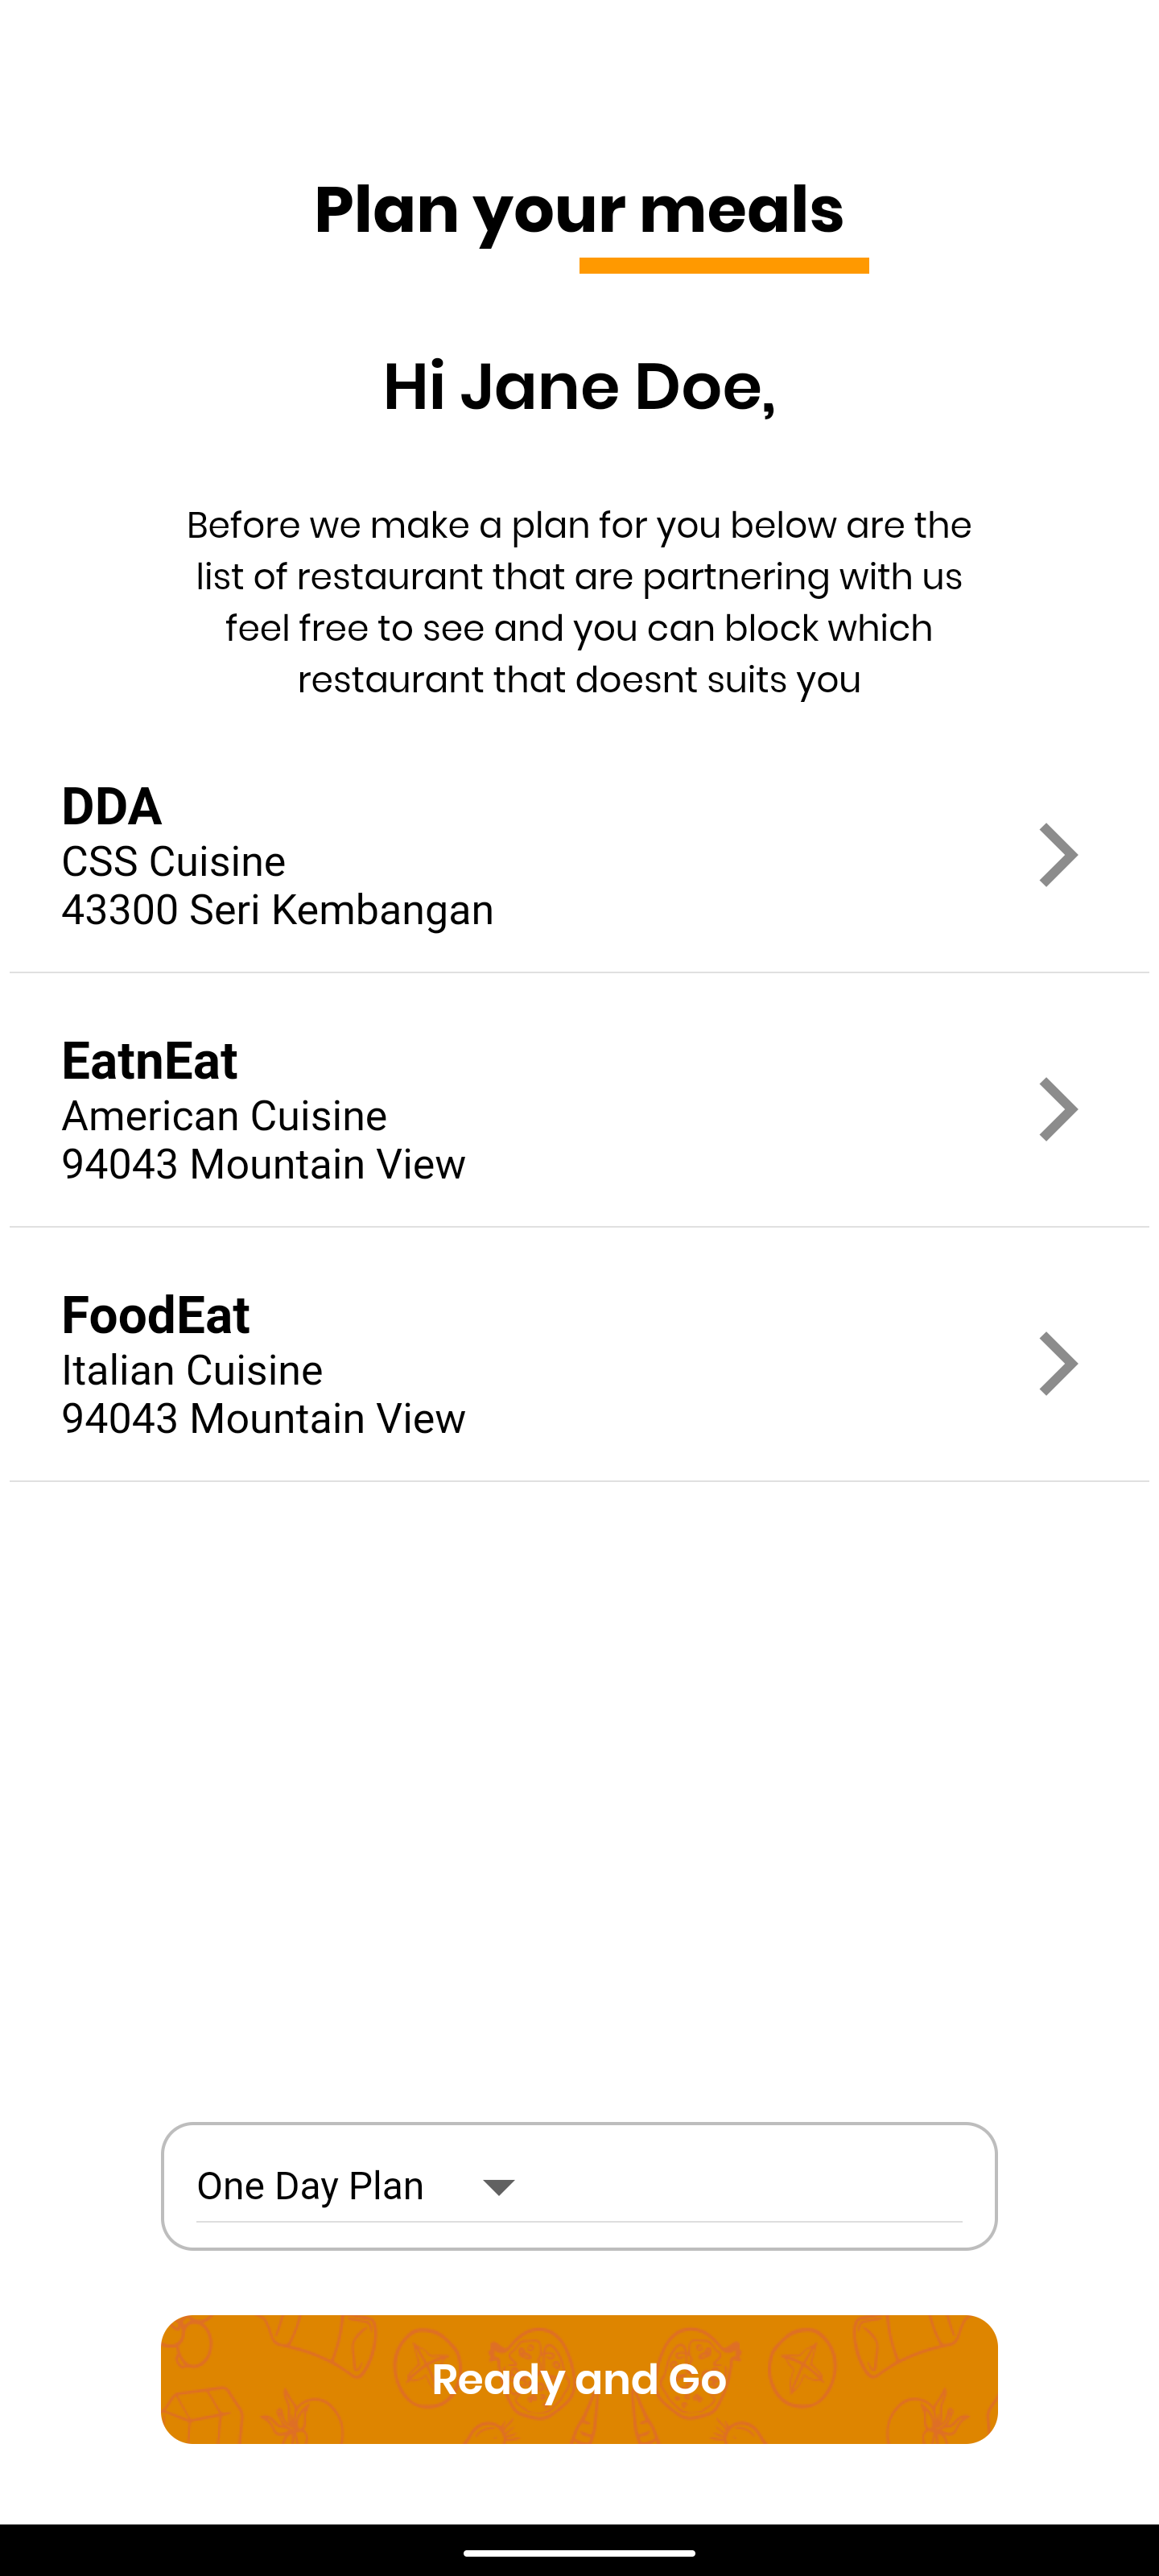 Plan your meals
Hi Jane Doe,
Before we make a plan for you below are the
list of restaurant that are partnering with us
feel free to see and you can block which
restaurant that doesnt suits you
DDA
CSS Cuisine
43300 Seri Kembangan
EatnEat
American Cuisine
94043 Mountain View
FoodEat
Italian Cuisine
94043 Mountain View
One Day Plan
Ready and Go